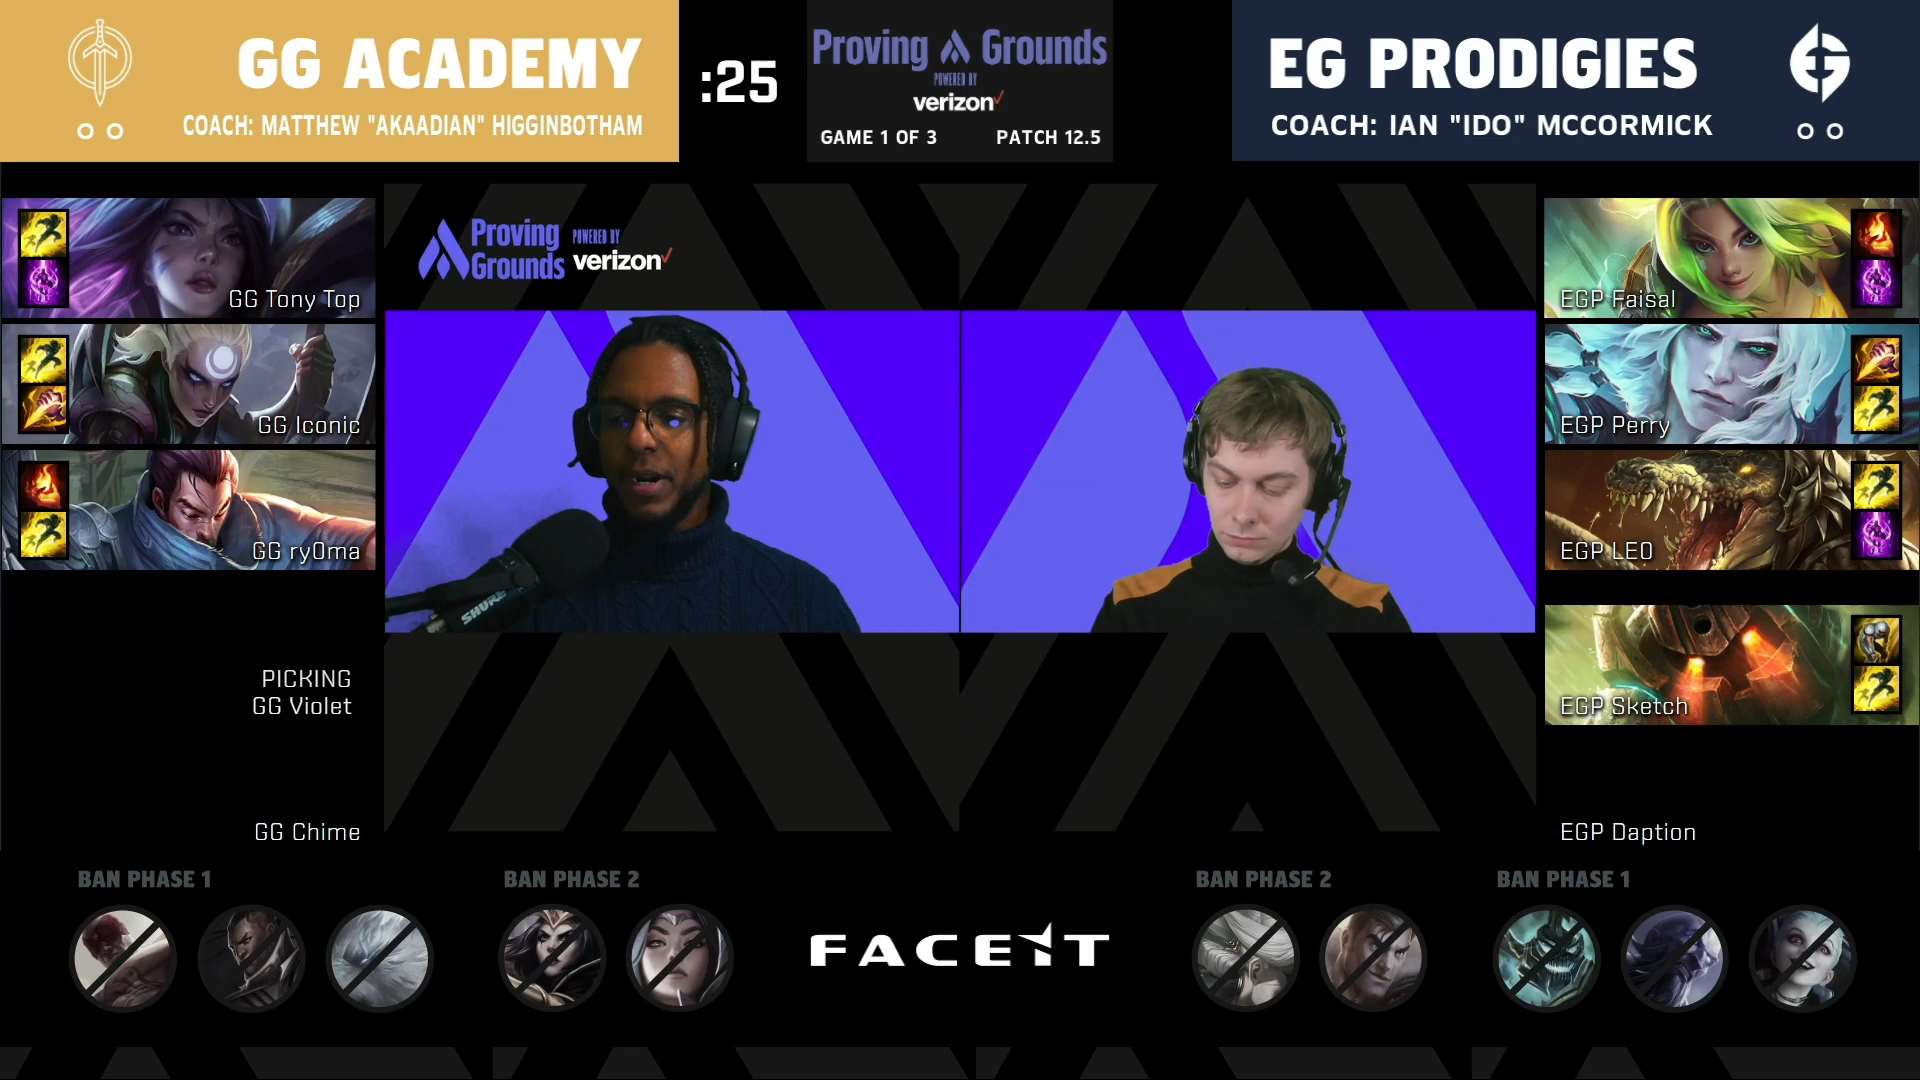 GG ACADEMY
COACH: MATTHEW "AKAADIAN" HIGGINBOTHAM
:25
Proving Grounds
POWERED BY
verizon
GAME 1 OF 3
PATCH 12.5
EG PRODIGIES
COACH: IAN "IDO" MCCORMICK
GG Tony Top
GG Iconic
GG ry0ma
PICKING
GG Violet
GG Chime
Proving
Grounds
POWERED BY
verizon
SHURE
EGP Faisal
EGP Perry
EGP LEO
EGP Sketch
EGP Daption
BAN PHASE 1
BAN PHASE 2
FACEIT
BAN PHASE 2
BAN PHASE 1